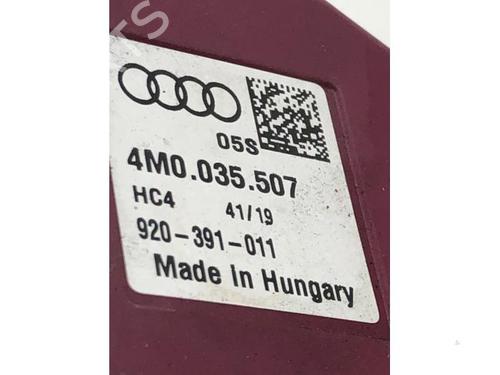 05S
4M0.035.507
HC4 41/19
920-391-011
Made in Hungary